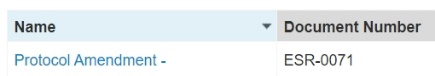 Name Document Number
Protocol Amendment - ESR-0071